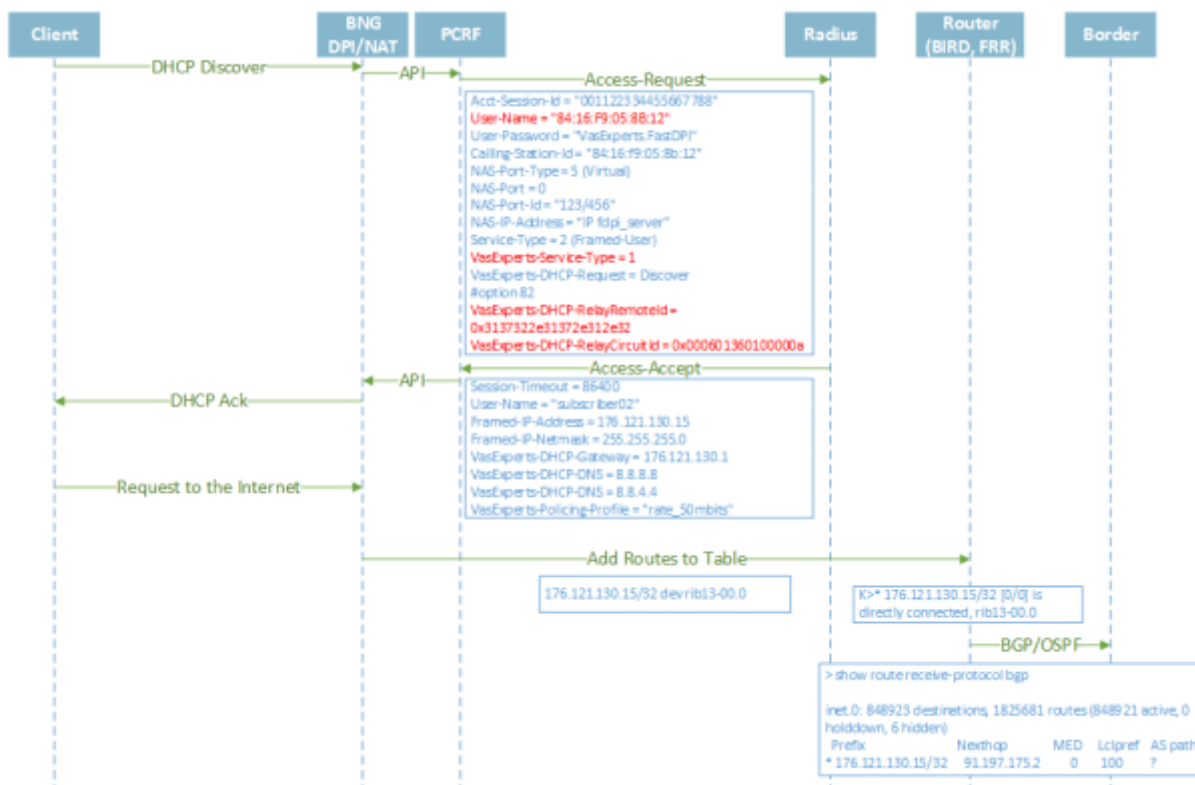 Client
BNG
DPI/NAT
PCRF
Radius
Router
(BIRD, FRR)
Border
DHCP Discover
API
Access-Request
Acct-Session-Id = "001122334455667788"
User-Name = "84:16:F9:05:8B:12"
User-Password = "VasExperts.FastDPI"
Calling-Station-Id = "84:16:f9:05:8b:12"
NAS-Port-Type = 5 (Virtual)
NAS-Port = 0
NAS-Port-Id = "123/456"
NAS-IP-Address = "IP fdpi_server"
Service-Type = 2 (Framed-User)
VasExperts-Service-Type = 1
VasExperts-DHCP-Request = Discover
#option 82
VasExperts-DHCP-RelayRemoteId =
0x3137322e31372e312e32
VasExperts-DHCP-RelayCircuitId = 0x000601360100000a
Access-Accept
API
Session-Timeout = 86400
DHCP Ack
User-Name = "subscriber02"
Framed-IP-Address = 176.121.130.15
Framed-IP-Netmask = 255.255.255.0
VasExperts-DHCP-Gateway = 176.121.130.1
VasExperts-DHCP-DNS = 8.8.8.8
VasExperts-DHCP-DNS = 8.8.4.4
VasExperts-Policing-Profile = "rate_50mbits"
Request to the Internet
Add Routes to Table
176.121.130.15/32 dev rib13-00.0
K>* 176.121.130.15/32 [0/0] is
directly connected, rib13-00.0
BGP/OSPF
> show route receive-protocol bgp
inet.0: 848923 destinations, 1825681 routes (848921 active, 0
holddown, 6 hidden)
Prefix Nexthop MED Lclpref AS path
* 176.121.130.15/32 91.197.175.2 0 100 ?